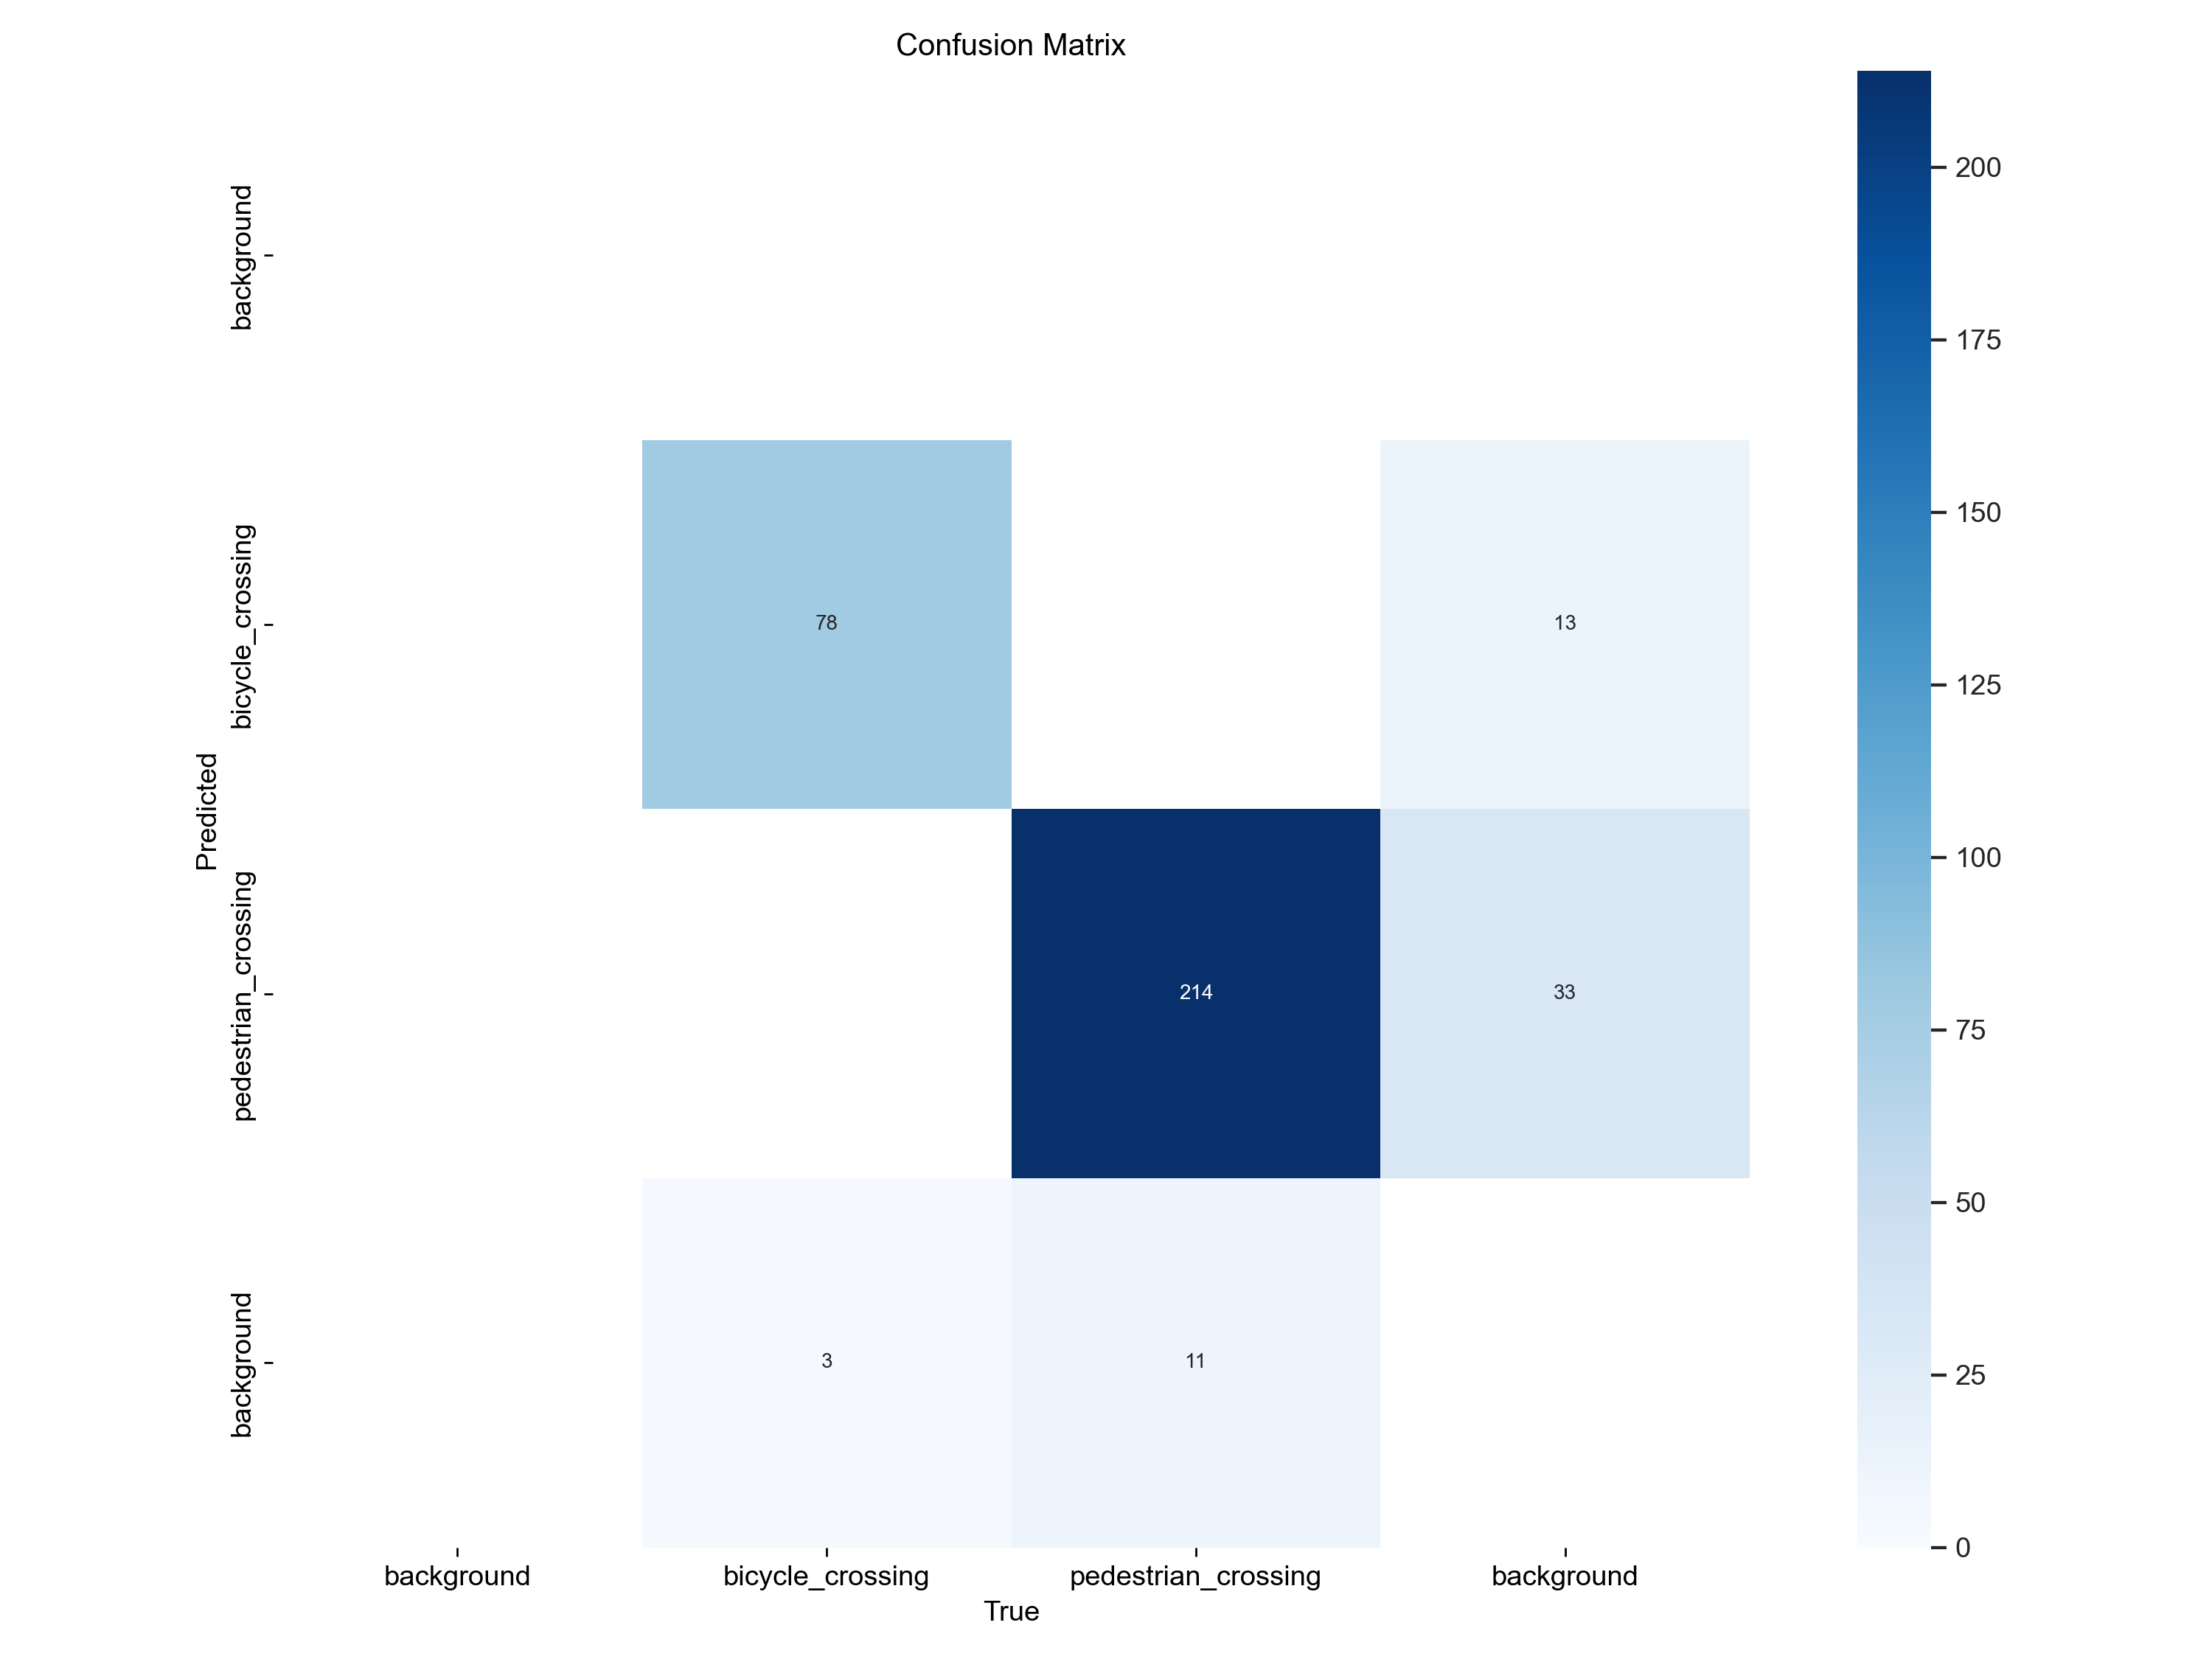 Confusion Matrix
background
bicycle_crossing
pedestrian_crossing
background
Predicted
78
13
214
33
3
11
background
bicycle_crossing
pedestrian_crossing
background
True
200
175
150
125
100
75
50
25
0